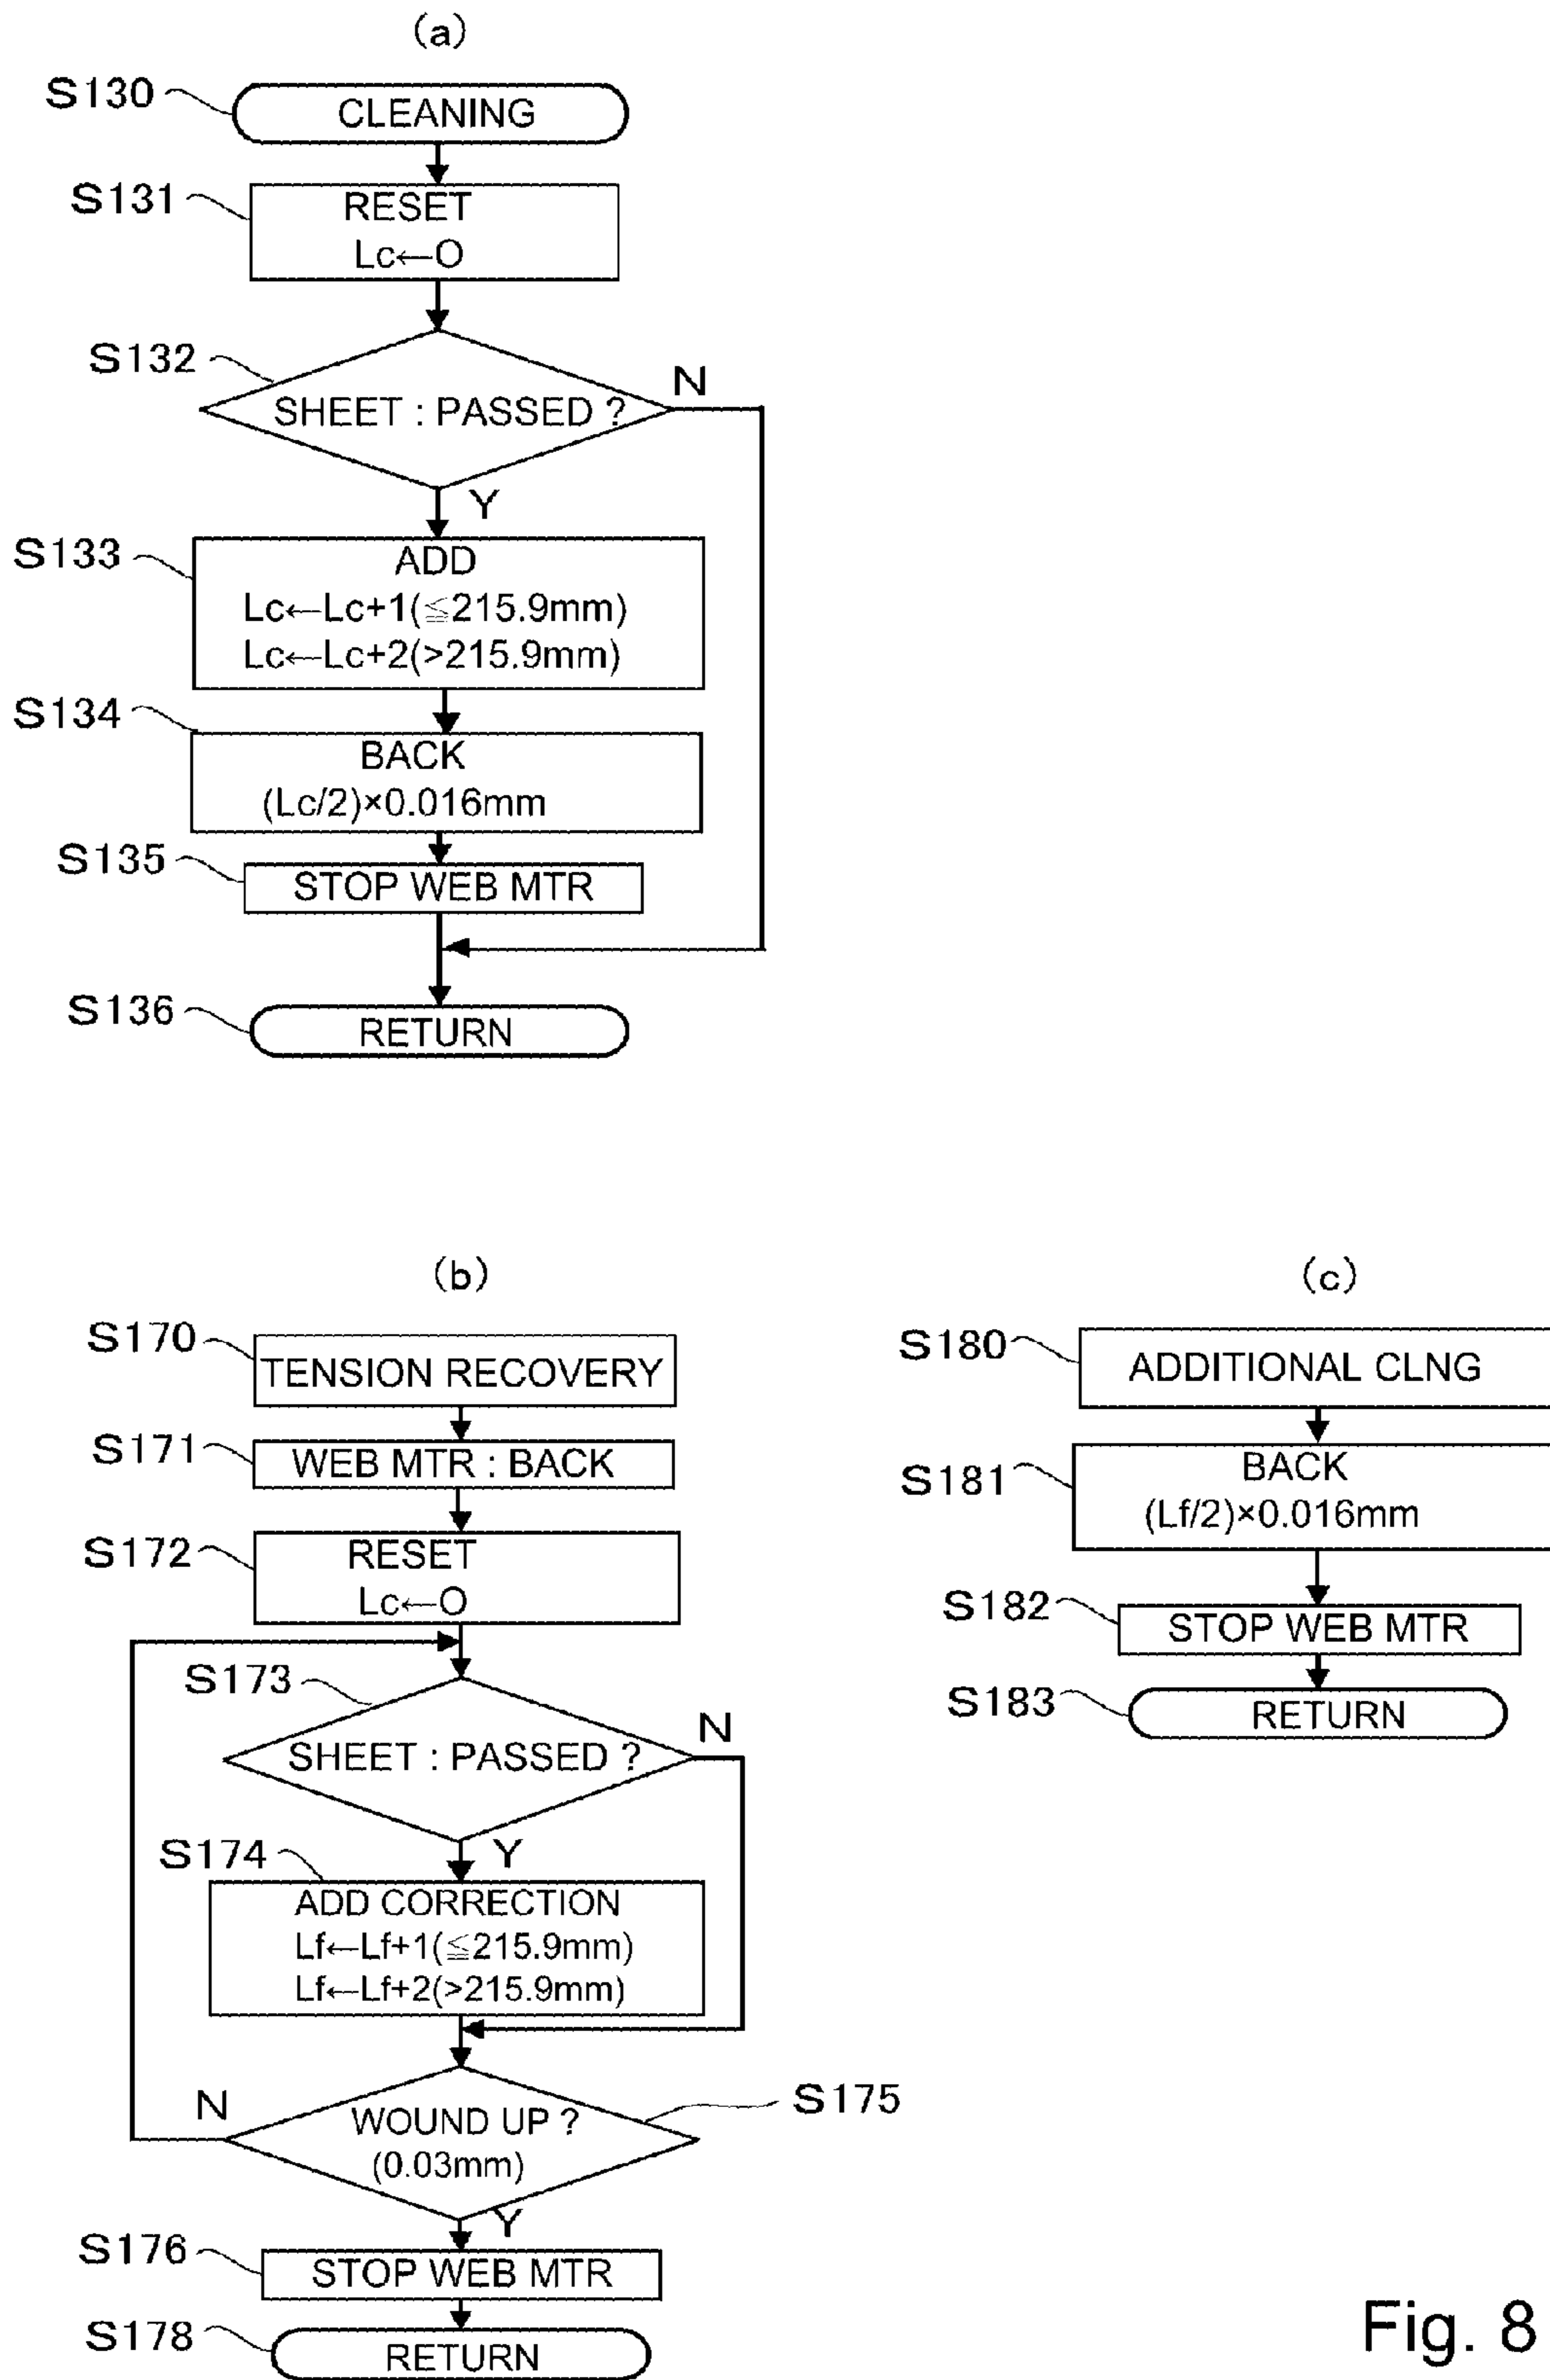 (a)
S130
CLEANING
S131
RESET
Lc←O
S132
SHEET : PASSED ?
N
Y
S133
ADD
Lc←Lc+1(≦215.9mm)
Lc←Lc+2(>215.9mm)
S134
BACK
(Lc/2)×0.016mm
S135
STOP WEB MTR
S136
RETURN
(b)
S170
TENSION RECOVERY
S171
WEB MTR : BACK
S172
RESET
Lc←O
S173
SHEET : PASSED ?
N
Y
S174
ADD CORRECTION
Lf←Lf+1(≦215.9mm)
Lf←Lf+2(>215.9mm)
N
S175
WOUND UP ?
(0.03mm)
Y
S176
STOP WEB MTR
S178
RETURN
(c)
S180
ADDITIONAL CLNG
S181
BACK
(Lf/2)×0.016mm
S182
STOP WEB MTR
S183
RETURN
Fig. 8